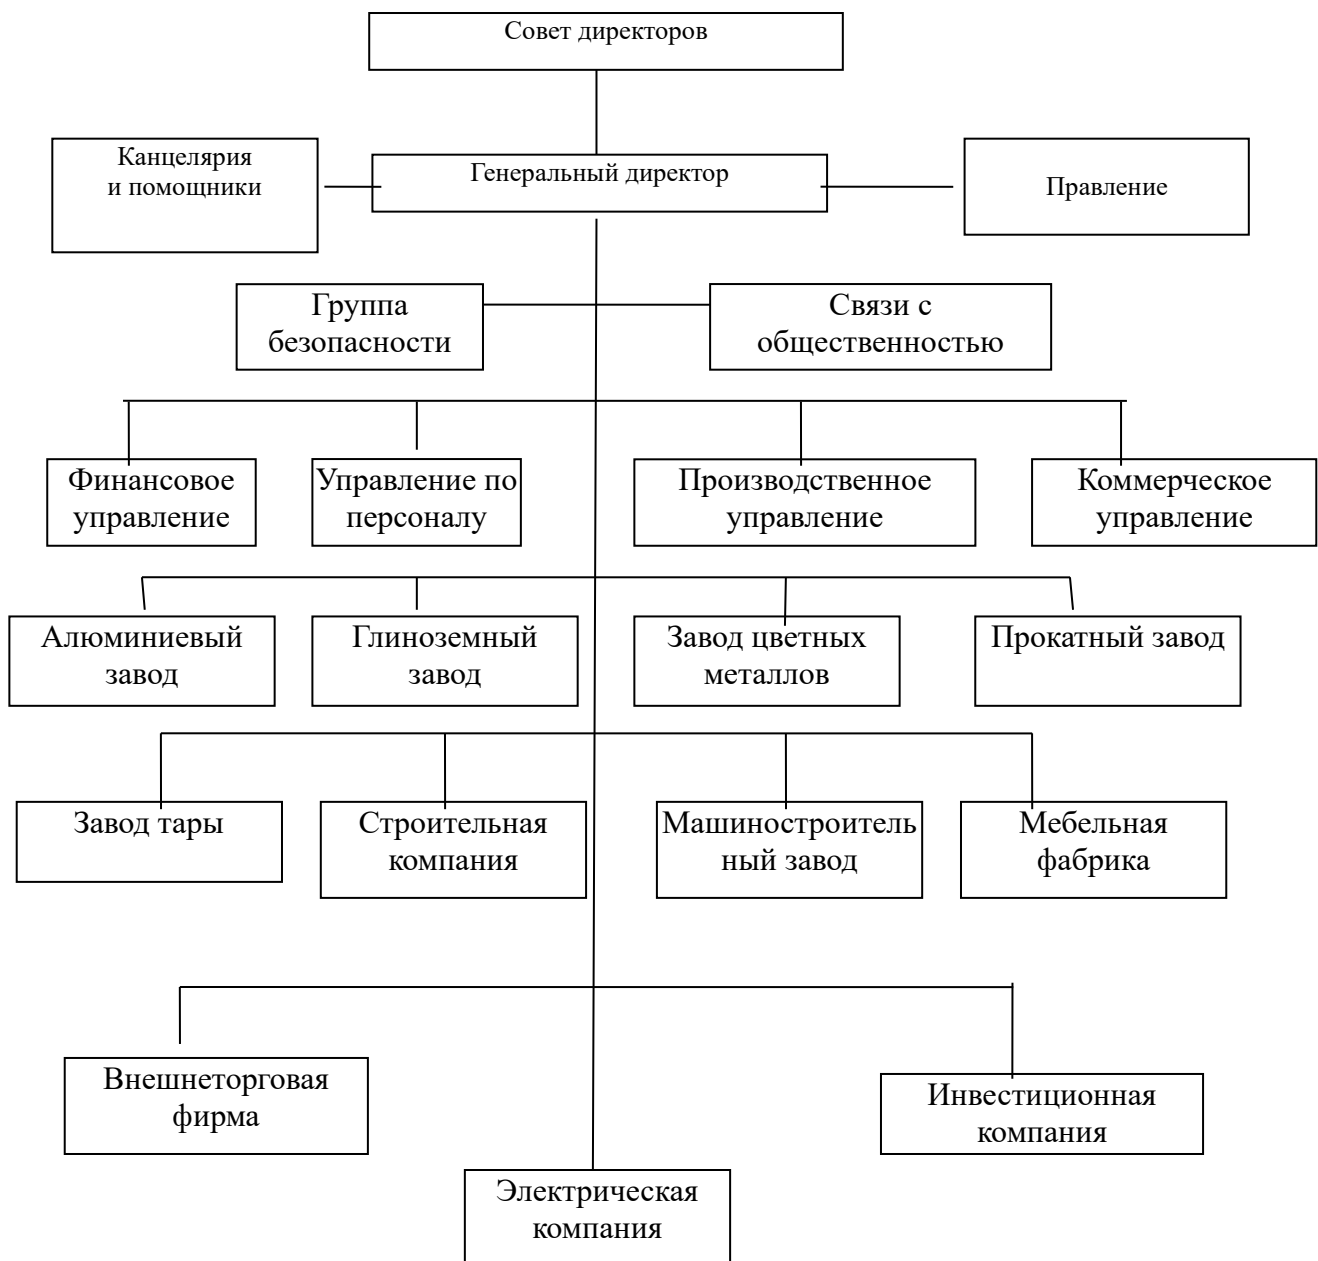 Совет директоров
Канцелярия
и помощники
Генеральный директор
Правление
Группа
безопасности
Связи с
общественностью
Финансовое
управление
Управление по
персоналу
Производственное
управление
Коммерческое
управление
Алюминиевый
завод
Глиноземный
завод
Завод цветных
металлов
Прокатный завод
Завод тары
Строительная
компания
Машиностроитель
ный завод
Мебельная
фабрика
Внешнеторговая
фирма
Инвестиционная
компания
Электрическая
компания